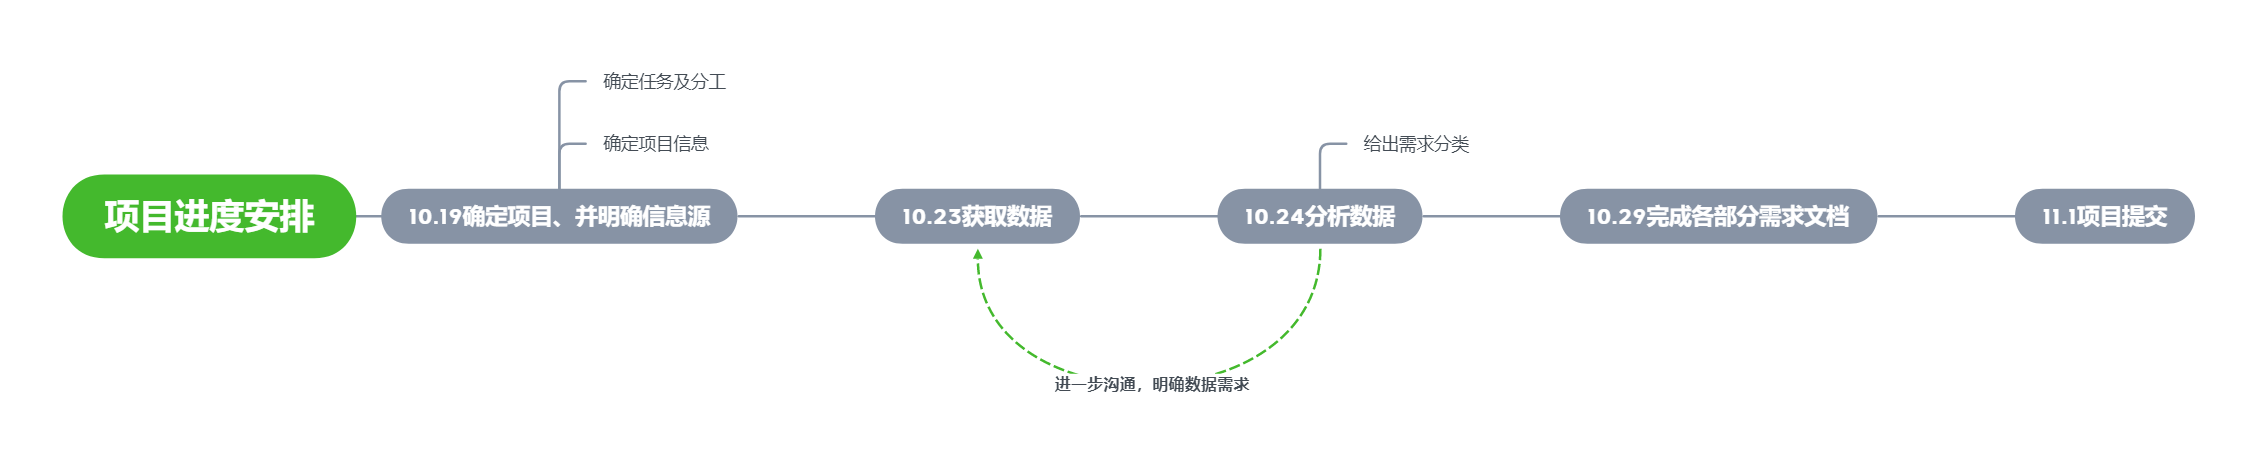 确定任务及分工
确定项目信息
给出需求分类
项目进度安排
10.19确定项目、并明确信息源
10.23获取数据
10.24分析数据
10.29完成各部分需求文档
11.1项目提交
进一步沟通，明确数据需求